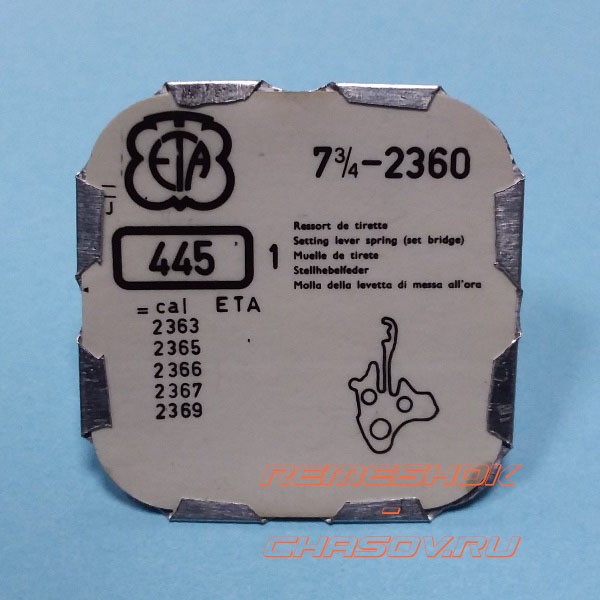 ETA
7¾-2360
J
445
1
Ressort de tirette
Setting lever spring (set bridge)
Muelle de tirete
Stellhebelfeder
Molla della levetta di messa all'ora
= cal ETA
2363
2365
2366
2367
2369
REMESHOK
-
CHASOV.RU